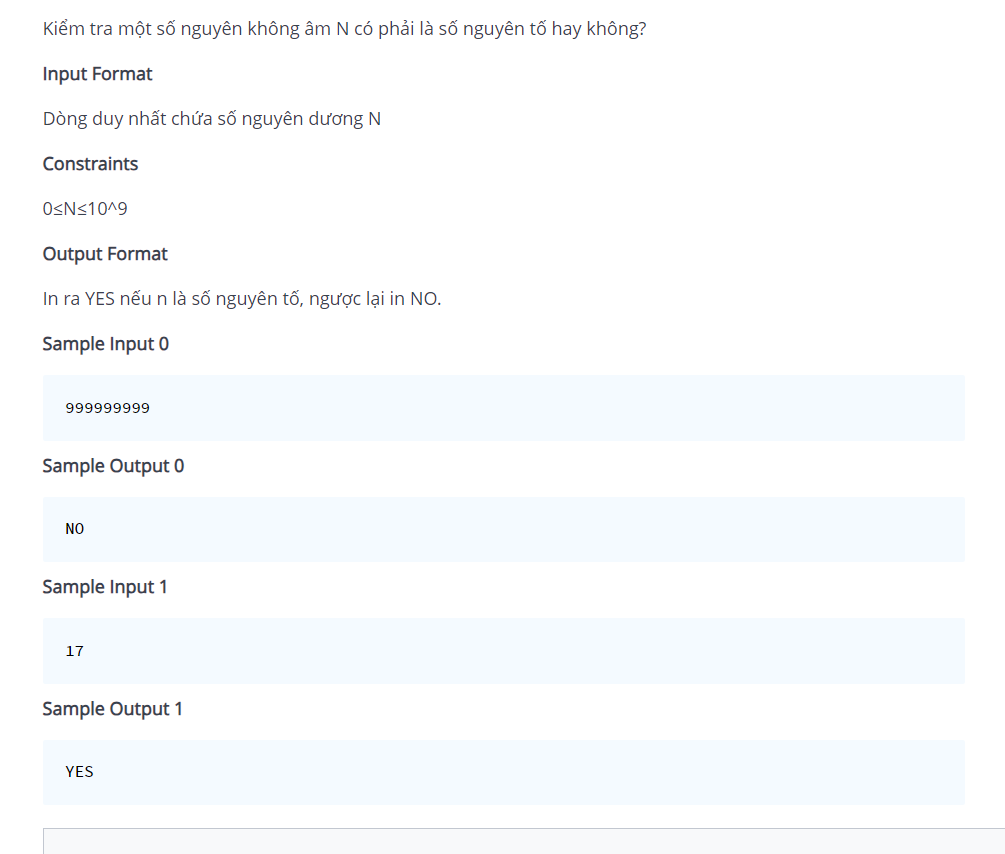 Kiểm tra một số nguyên không âm N có phải là số nguyên tố hay không?
Input Format
Dòng duy nhất chứa số nguyên dương N
Constraints
0≤N≤10^9
Output Format
In ra YES nếu n là số nguyên tố, ngược lại in NO.
Sample Input 0
999999999
Sample Output 0
NO
Sample Input 1
17
Sample Output 1
YES